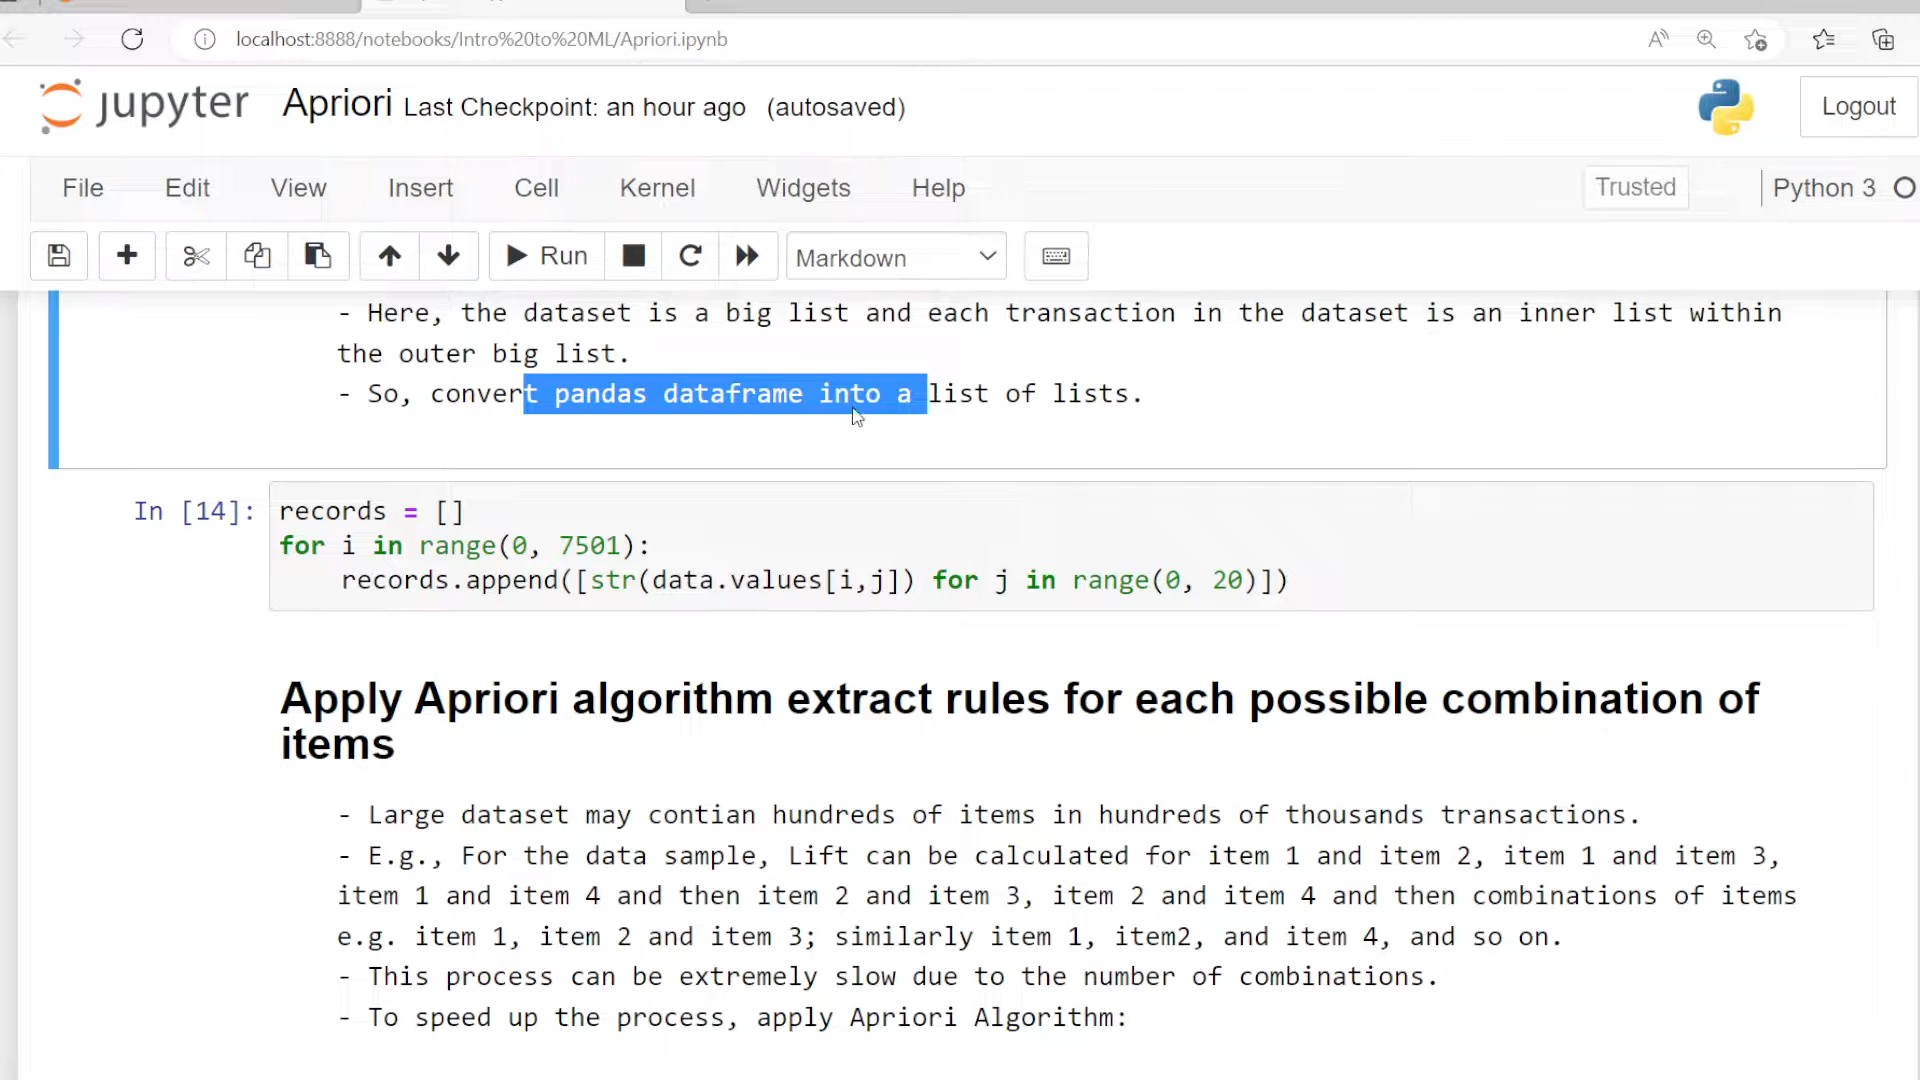 localhost:8888/notebooks/Intro%20to%20ML/Apriori.ipynb
jupyter Apriori Last Checkpoint: an hour ago (autosaved)
Logout
File Edit View Insert Cell Kernel Widgets Help
Trusted
Python 3
Run
Markdown
- Here, the dataset is a big list and each transaction in the dataset is an inner list within
the outer big list.
- So, convert pandas dataframe into a list of lists.
In [14]:
records = []
for i in range(0, 7501):
records.append([str(data.values[i,j]) for j in range(0, 20)])
Apply Apriori algorithm extract rules for each possible combination of
items
- Large dataset may contian hundreds of items in hundreds of thousands transactions.
- E.g., For the data sample, Lift can be calculated for item 1 and item 2, item 1 and item 3,
item 1 and item 4 and then item 2 and item 3, item 2 and item 4 and then combinations of items
e.g. item 1, item 2 and item 3; similarly item 1, item2, and item 4, and so on.
- This process can be extremely slow due to the number of combinations.
- To speed up the process, apply Apriori Algorithm: